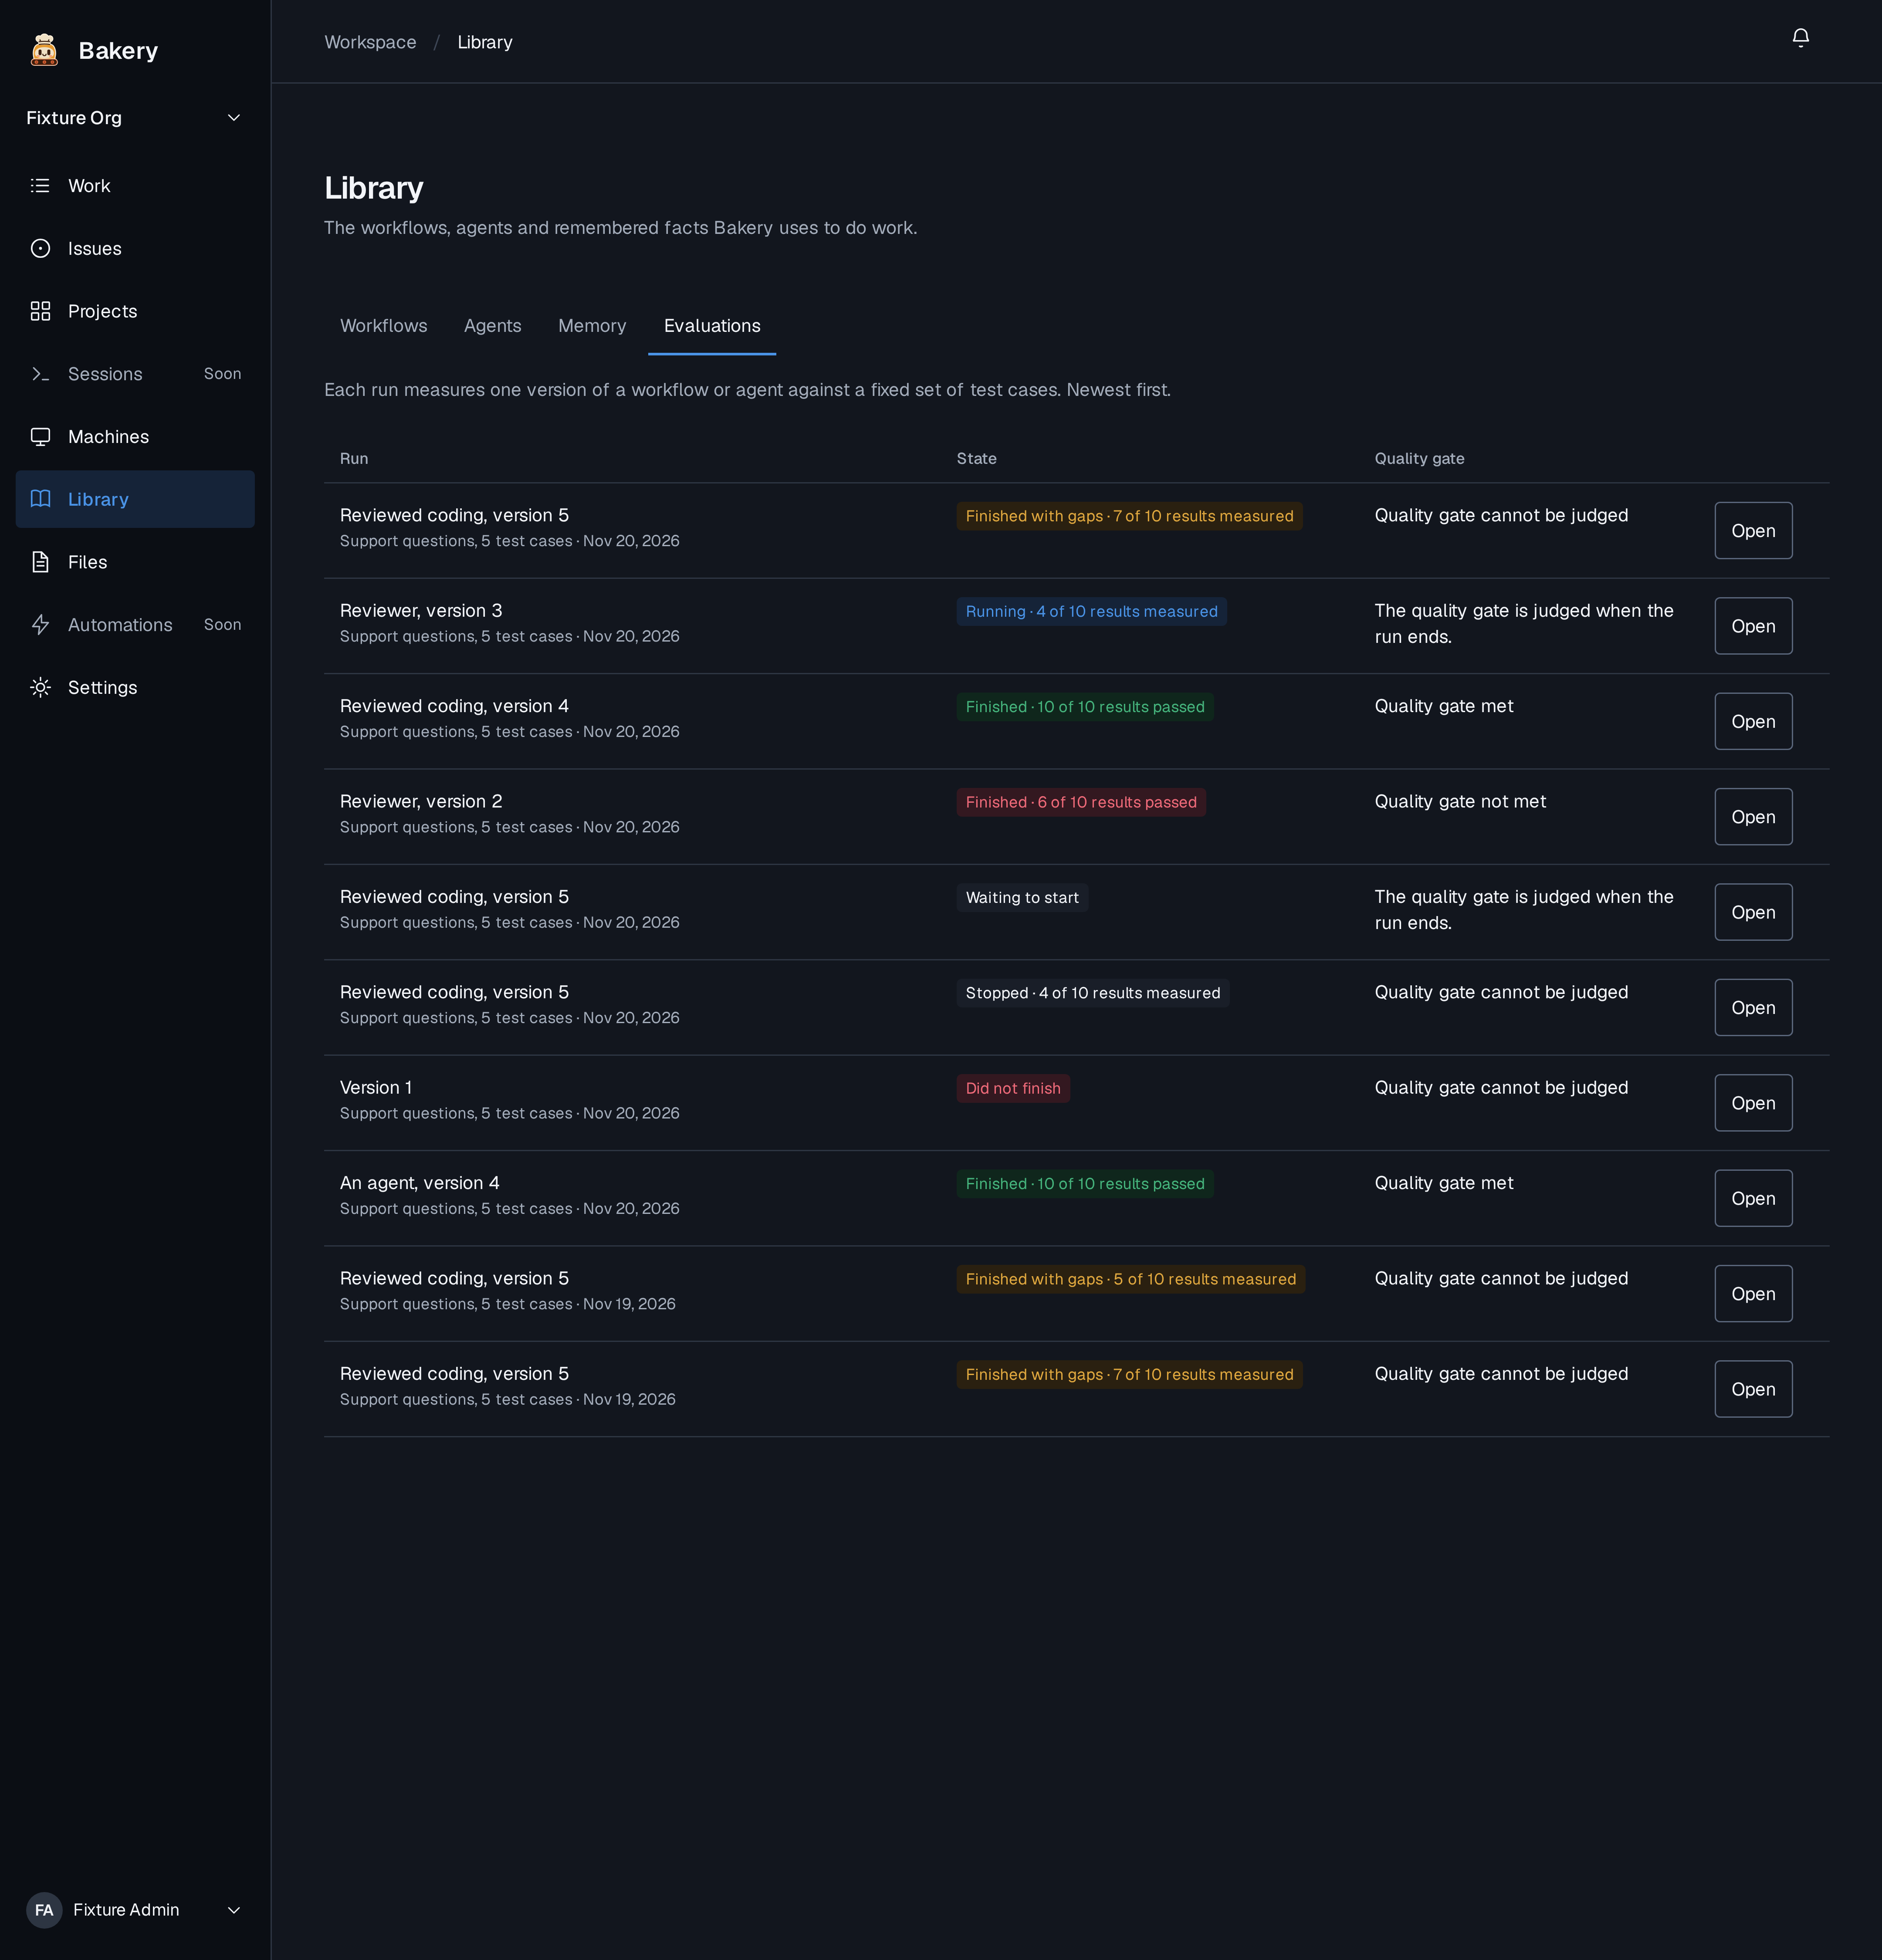 Bakery
Fixture Org
Work
Issues
Projects
Sessions Soon
Machines
Library
Files
Automations Soon
Settings
FA Fixture Admin
Workspace / Library
Library
The workflows, agents and remembered facts Bakery uses to do work.
Workflows Agents Memory Evaluations
Each run measures one version of a workflow or agent against a fixed set of test cases. Newest first.
Run State Quality gate
Reviewed coding, version 5
Support questions, 5 test cases · Nov 20, 2026
Finished with gaps · 7 of 10 results measured
Quality gate cannot be judged
Open
Reviewer, version 3
Support questions, 5 test cases · Nov 20, 2026
Running · 4 of 10 results measured
The quality gate is judged when the
run ends.
Open
Reviewed coding, version 4
Support questions, 5 test cases · Nov 20, 2026
Finished · 10 of 10 results passed
Quality gate met
Open
Reviewer, version 2
Support questions, 5 test cases · Nov 20, 2026
Finished · 6 of 10 results passed
Quality gate not met
Open
Reviewed coding, version 5
Support questions, 5 test cases · Nov 20, 2026
Waiting to start
The quality gate is judged when the
run ends.
Open
Reviewed coding, version 5
Support questions, 5 test cases · Nov 20, 2026
Stopped · 4 of 10 results measured
Quality gate cannot be judged
Open
Version 1
Support questions, 5 test cases · Nov 20, 2026
Did not finish
Quality gate cannot be judged
Open
An agent, version 4
Support questions, 5 test cases · Nov 20, 2026
Finished · 10 of 10 results passed
Quality gate met
Open
Reviewed coding, version 5
Support questions, 5 test cases · Nov 19, 2026
Finished with gaps · 5 of 10 results measured
Quality gate cannot be judged
Open
Reviewed coding, version 5
Support questions, 5 test cases · Nov 19, 2026
Finished with gaps · 7 of 10 results measured
Quality gate cannot be judged
Open